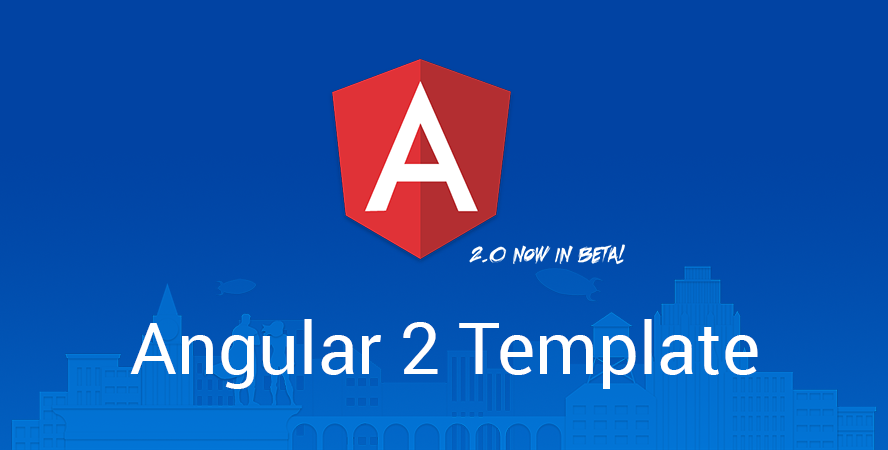 A
2.0 NOW IN BETA!
Angular 2 Template